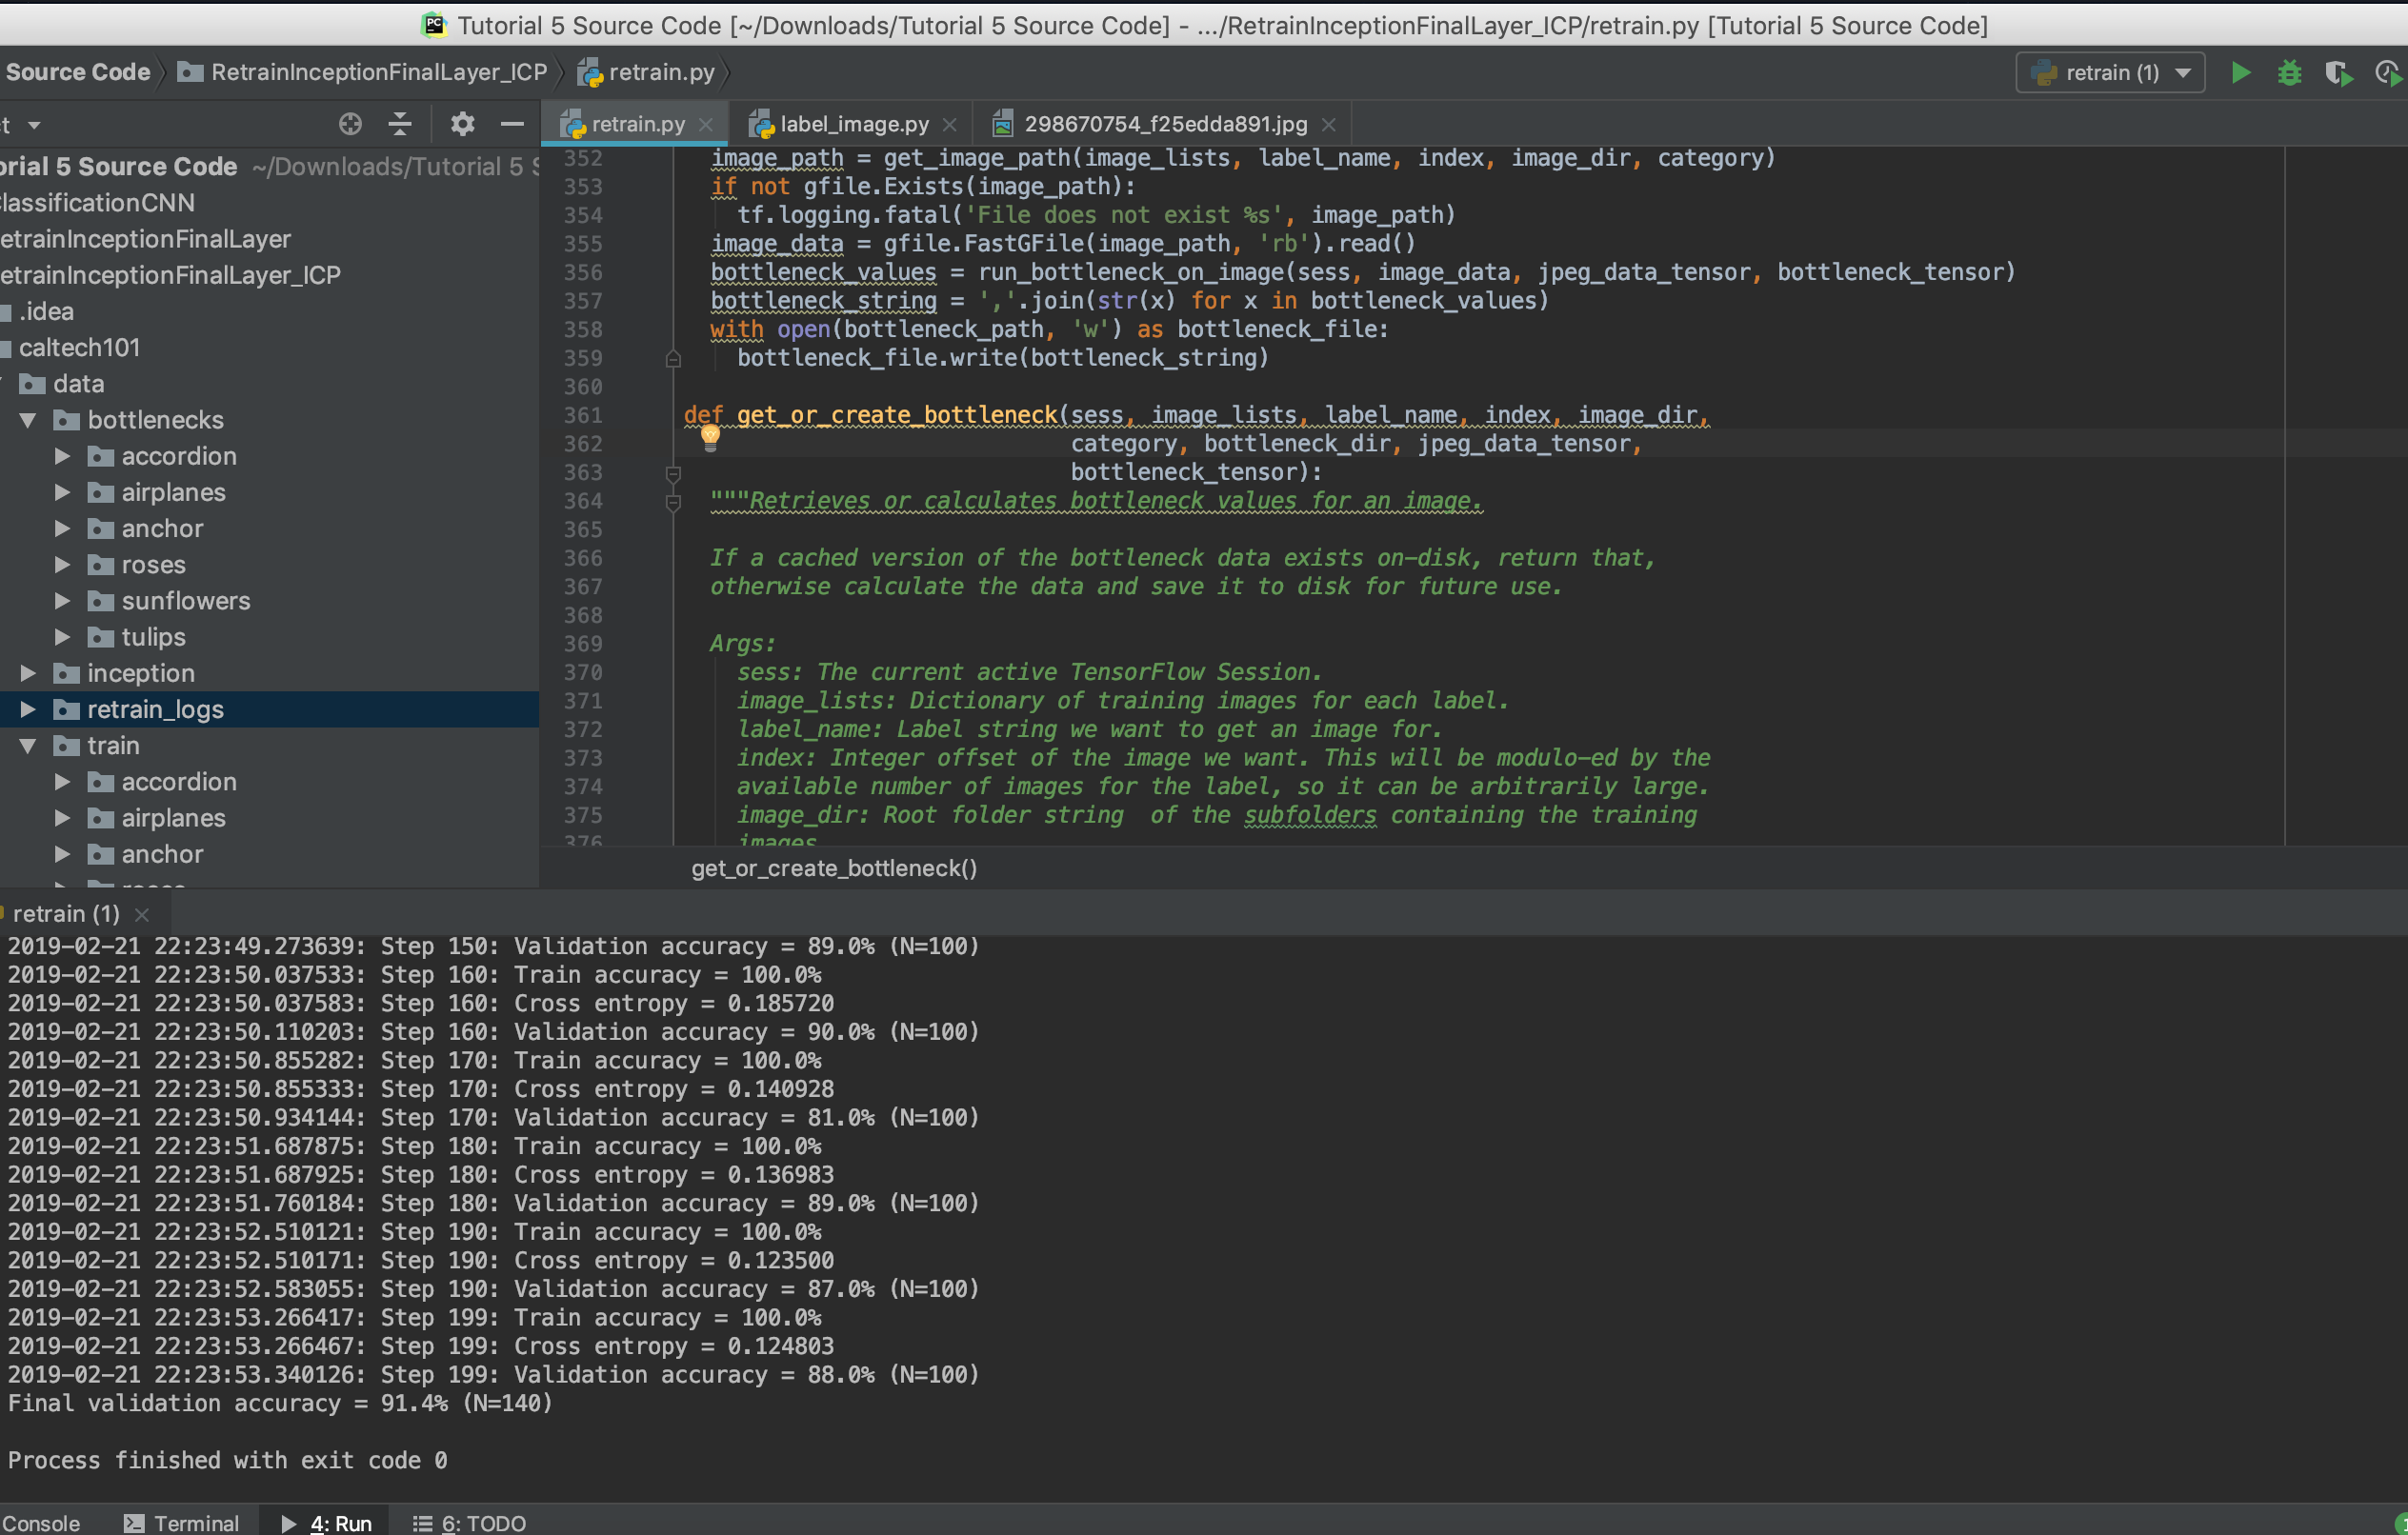 Tutorial 5 Source Code [~/Downloads/Tutorial 5 Source Code] - .../RetrainInceptionFinalLayer_ICP/retrain.py [Tutorial 5 Source Code]
Source Code RetrainInceptionFinalLayer_ICP retrain.py retrain (1)
t
retrain.py label_image.py 298670754_f25edda891.jpg
orial 5 Source Code ~/Downloads/Tutorial 5 S
lassificationCNN
etrainInceptionFinalLayer
etrainInceptionFinalLayer_ICP
.idea
caltech101
data
bottlenecks
accordion
airplanes
anchor
roses
sunflowers
tulips
inception
retrain_logs
train
accordion
airplanes
anchor
352 image_path = get_image_path(image_lists, label_name, index, image_dir, category)
353 if not gfile.Exists(image_path):
354 tf.logging.fatal('File does not exist %s', image_path)
355 image_data = gfile.FastGFile(image_path, 'rb').read()
356 bottleneck_values = run_bottleneck_on_image(sess, image_data, jpeg_data_tensor, bottleneck_tensor)
357 bottleneck_string = ','.join(str(x) for x in bottleneck_values)
358 with open(bottleneck_path, 'w') as bottleneck_file:
359 bottleneck_file.write(bottleneck_string)
360
361 def get_or_create_bottleneck(sess, image_lists, label_name, index, image_dir,
362 category, bottleneck_dir, jpeg_data_tensor,
363 bottleneck_tensor):
364 """Retrieves or calculates bottleneck values for an image.
365
366 If a cached version of the bottleneck data exists on-disk, return that,
367 otherwise calculate the data and save it to disk for future use.
368
369 Args:
370 sess: The current active TensorFlow Session.
371 image_lists: Dictionary of training images for each label.
372 label_name: Label string we want to get an image for.
373 index: Integer offset of the image we want. This will be modulo-ed by the
374 available number of images for the label, so it can be arbitrarily large.
375 image_dir: Root folder string  of the subfolders containing the training
376 images
get_or_create_bottleneck()
retrain (1)
2019-02-21 22:23:49.273639: Step 150: Validation accuracy = 89.0% (N=100)
2019-02-21 22:23:50.037533: Step 160: Train accuracy = 100.0%
2019-02-21 22:23:50.037583: Step 160: Cross entropy = 0.185720
2019-02-21 22:23:50.110203: Step 160: Validation accuracy = 90.0% (N=100)
2019-02-21 22:23:50.855282: Step 170: Train accuracy = 100.0%
2019-02-21 22:23:50.855333: Step 170: Cross entropy = 0.140928
2019-02-21 22:23:50.934144: Step 170: Validation accuracy = 81.0% (N=100)
2019-02-21 22:23:51.687875: Step 180: Train accuracy = 100.0%
2019-02-21 22:23:51.687925: Step 180: Cross entropy = 0.136983
2019-02-21 22:23:51.760184: Step 180: Validation accuracy = 89.0% (N=100)
2019-02-21 22:23:52.510121: Step 190: Train accuracy = 100.0%
2019-02-21 22:23:52.510171: Step 190: Cross entropy = 0.123500
2019-02-21 22:23:52.583055: Step 190: Validation accuracy = 87.0% (N=100)
2019-02-21 22:23:53.266417: Step 199: Train accuracy = 100.0%
2019-02-21 22:23:53.266467: Step 199: Cross entropy = 0.124803
2019-02-21 22:23:53.340126: Step 199: Validation accuracy = 88.0% (N=100)
Final validation accuracy = 91.4% (N=140)
Process finished with exit code 0
Console Terminal 4: Run 6: TODO